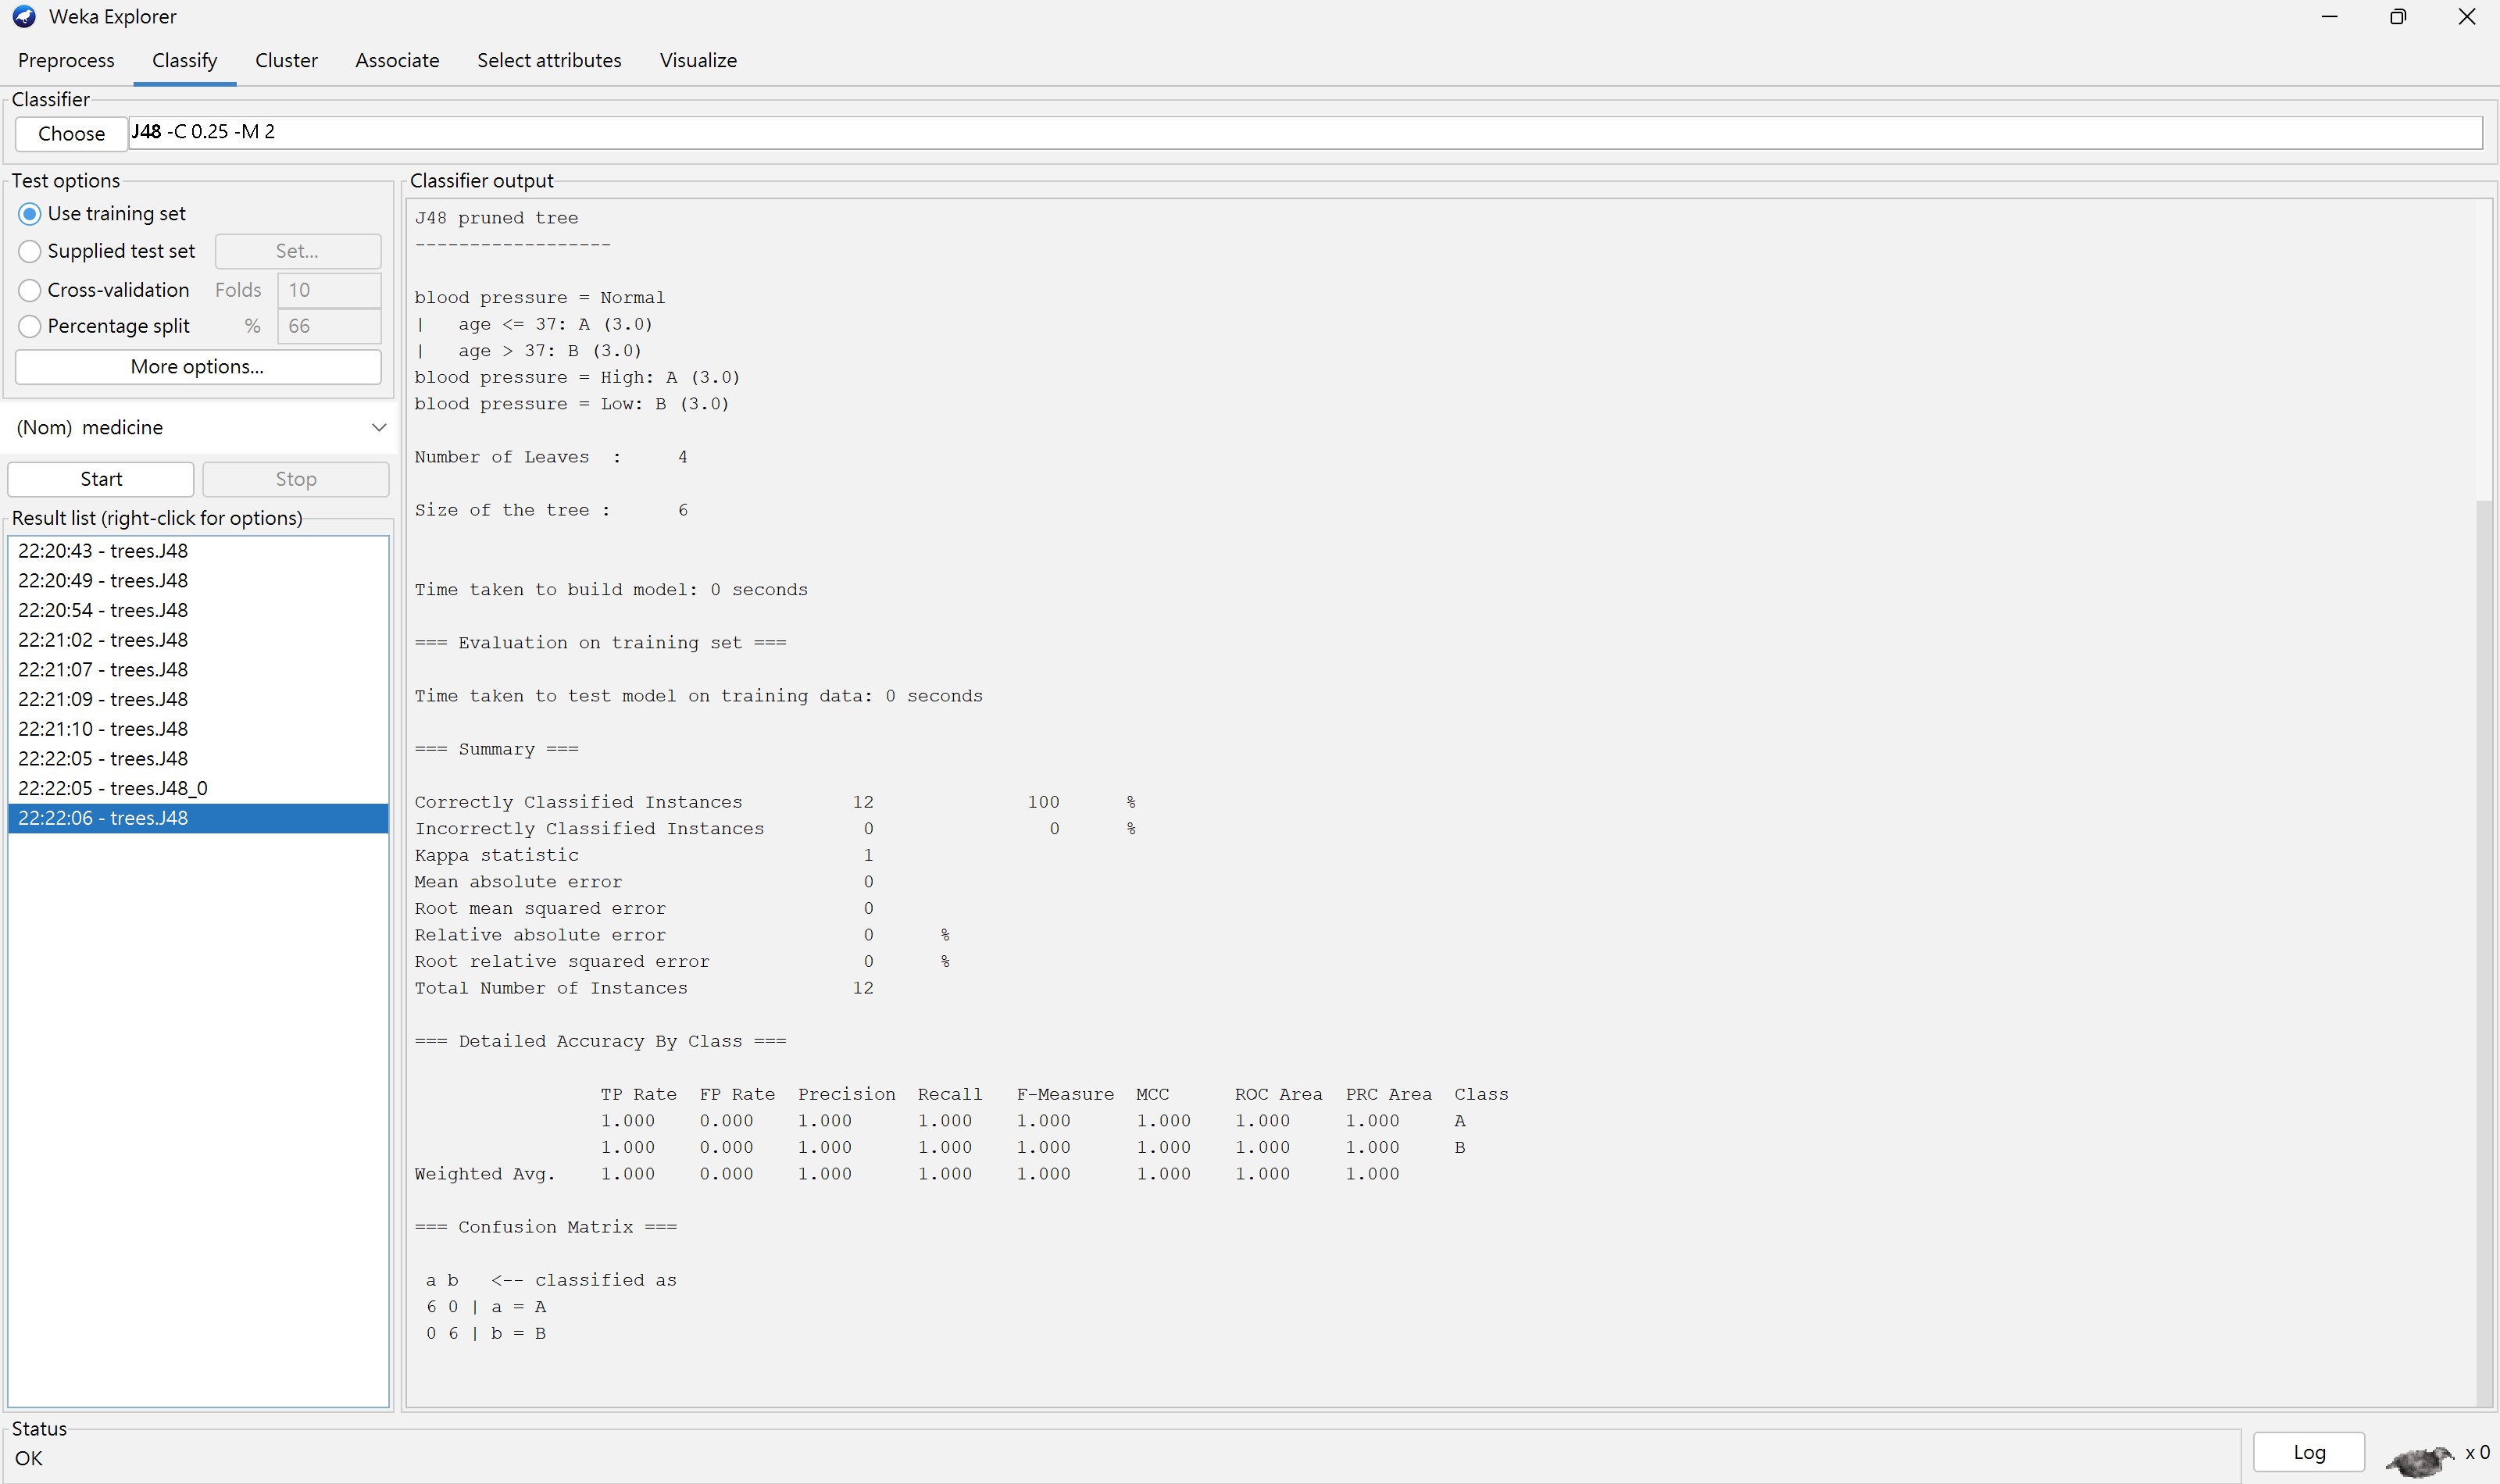 Weka Explorer
Preprocess Classify Cluster Associate Select attributes Visualize
Classifier
Choose J48 -C 0.25 -M 2
Test options
Use training set
Supplied test set Set...
Cross-validation Folds 10
Percentage split % 66
More options...
(Nom) medicine
Start Stop
Result list (right-click for options)
22:20:43 - trees.J48
22:20:49 - trees.J48
22:20:54 - trees.J48
22:21:02 - trees.J48
22:21:07 - trees.J48
22:21:09 - trees.J48
22:21:10 - trees.J48
22:22:05 - trees.J48
22:22:05 - trees.J48_0
22:22:06 - trees.J48
Classifier output
J48 pruned tree
------------------
blood pressure = Normal
|   age <= 37: A (3.0)
|   age > 37: B (3.0)
blood pressure = High: A (3.0)
blood pressure = Low: B (3.0)
Number of Leaves  :     4
Size of the tree :      6
Time taken to build model: 0 seconds
=== Evaluation on training set ===
Time taken to test model on training data: 0 seconds
=== Summary ===
Correctly Classified Instances          12              100      %
Incorrectly Classified Instances         0                0      %
Kappa statistic                          1
Mean absolute error                      0
Root mean squared error                  0
Relative absolute error                  0      %
Root relative squared error              0      %
Total Number of Instances               12
=== Detailed Accuracy By Class ===
TP Rate  FP Rate  Precision  Recall   F-Measure  MCC      ROC Area  PRC Area  Class
1.000    0.000    1.000      1.000    1.000      1.000    1.000     1.000     A
1.000    0.000    1.000      1.000    1.000      1.000    1.000     1.000     B
Weighted Avg.    1.000    0.000    1.000      1.000    1.000      1.000    1.000     1.000
=== Confusion Matrix ===
a b   <-- classified as
6 0 | a = A
0 6 | b = B
Status
OK
Log x 0